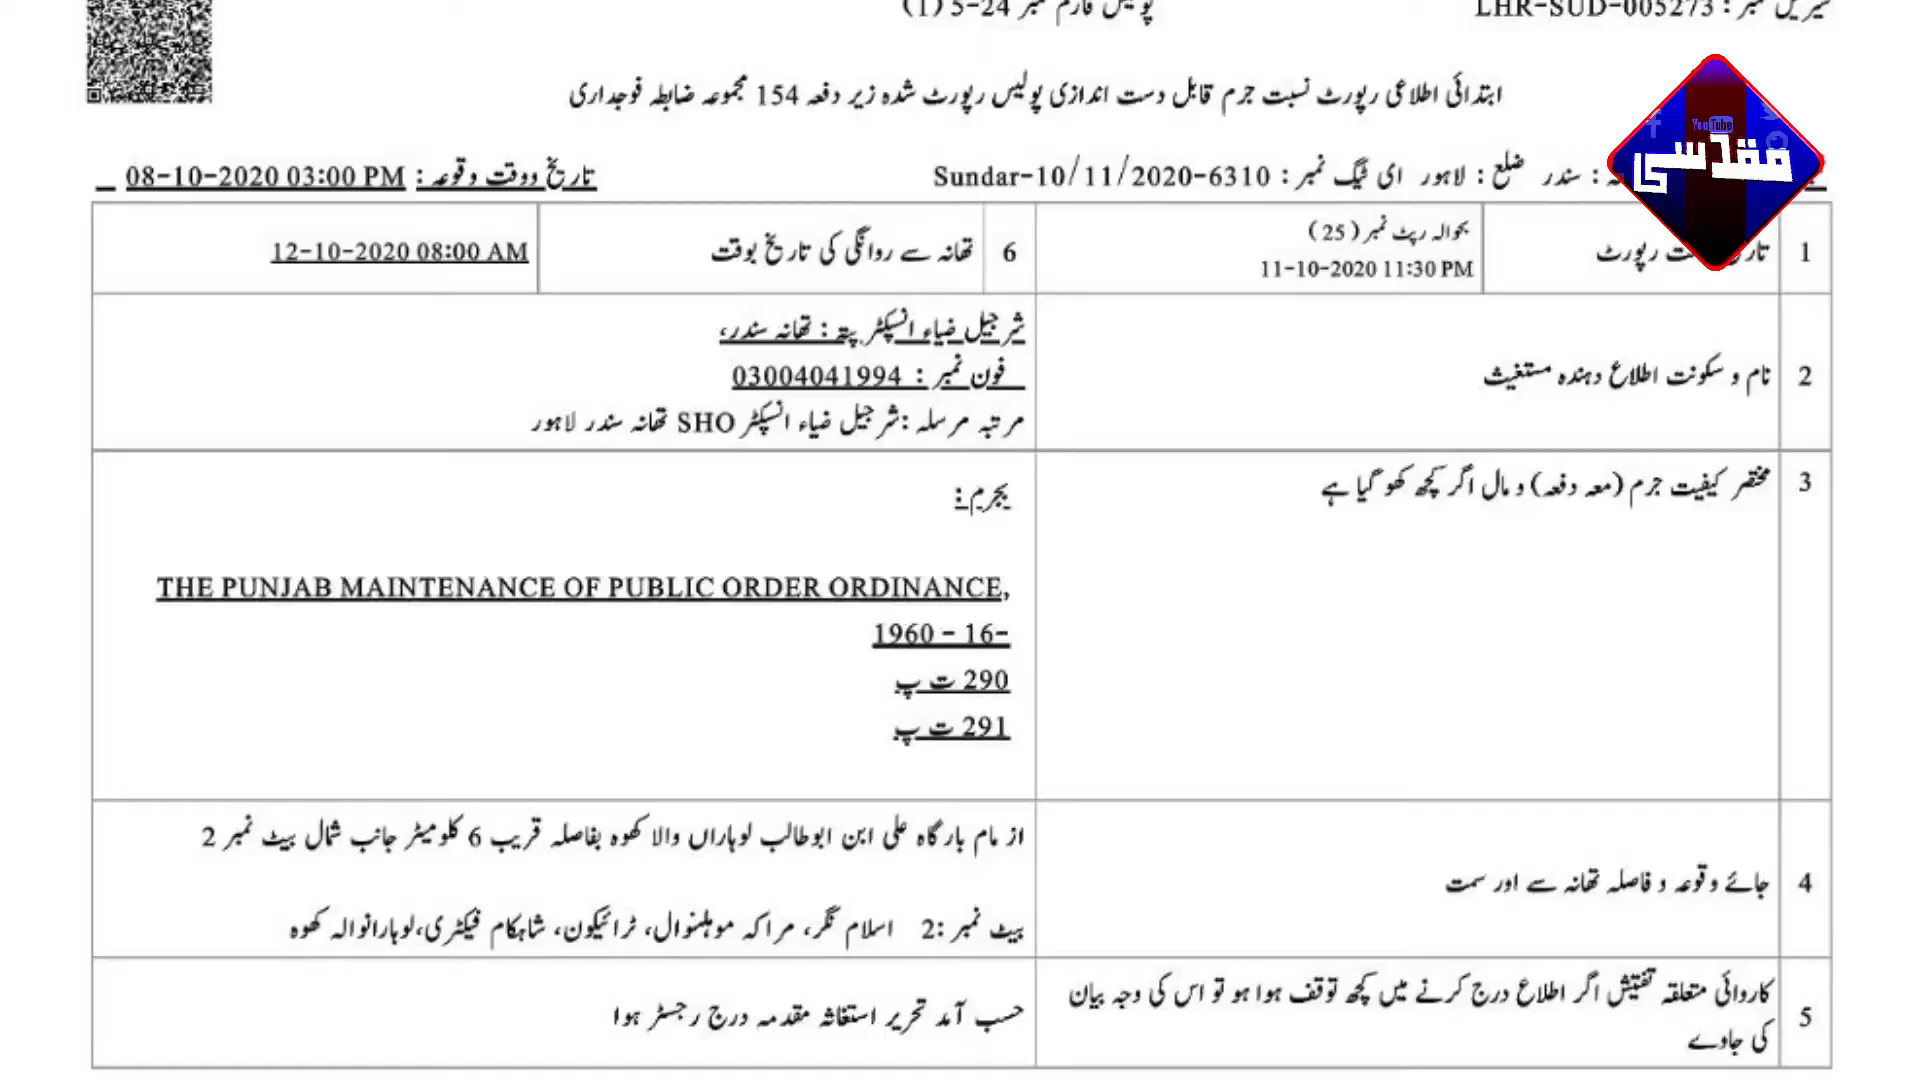 سیریل نمبر : LHR-SUD-005273
پولیس فارم نمبر 24-5 (1)
ابتدائی اطلاعی رپورٹ نسبت جرم قابل دست اندازی پولیس رپورٹ شدہ زیر دفعہ 154 مجموعہ ضابطہ فوجداری
سندر ضلع : لاہور ای ٹیگ نمبر : Sundar-10/11/2020-6310
تاریخ ووقت وقوعہ : 08-10-2020 03:00 PM
مقدسی
YouTube
1
رپورٹ
بحوالہ رپٹ نمبر ( 25 )
11-10-2020 11:30 PM
6
تھانہ سے روانگی کی تاریخ بوقت
12-10-2020 08:00 AM
2
نام و سکونت اطلاع دہندہ مستغیث
شرجیل ضیاء انسپکٹر پتہ : تھانہ سندر،
فون نمبر : 03004041994
مرتبہ مرسلہ :شرجیل ضیاء انسپکٹر SHO تھانہ سندر لاہور
3
مختصر کیفیت جرم (معہ دفعہ) و مال اگر کچھ کھو گیا ہے
بجرم :
THE PUNJAB MAINTENANCE OF PUBLIC ORDER ORDINANCE,
1960 - 16-
290 ت پ
291 ت پ
4
جائے وقوعہ و فاصلہ تھانہ سے اور سمت
از مام بارگاہ علی ابن ابوطالب لوہاراں والا کھوہ بفاصلہ قریب 6 کلومیٹر جانب شمال بیٹ نمبر 2
بیٹ نمبر :2 اسلام نگر، مراکہ موہلنوال، ٹرائیکون، شاہکام فیکٹری،لوہارانوالہ کھوہ
5
کاروائی متعلقہ تفتیش اگر اطلاع درج کرنے میں کچھ توقف ہوا ہو تو اس کی وجہ بیان
کی جاوے
حسب آمد تحریر استغاثہ مقدمہ درج رجسٹر ہوا